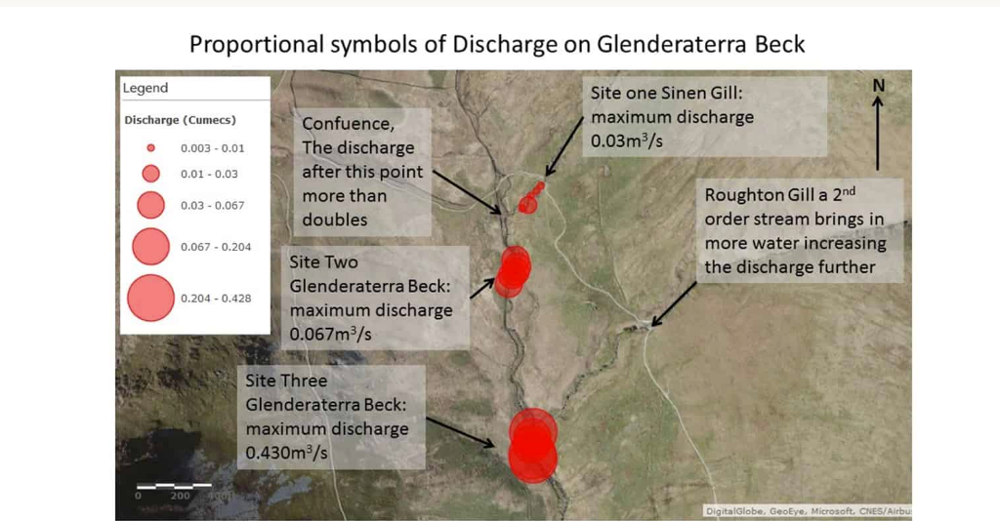 Proportional symbols of Discharge on Glenderaterra Beck
Legend
Discharge (Cumecs)
0.003 - 0.01
0.01 - 0.03
0.03 - 0.067
0.067 - 0.204
0.204 - 0.428
Confuence,
The discharge
after this point
more than
doubles
Site one Sinen Gill:
maximum discharge
0.03m³/s
N
Roughton Gill a 2nd
order stream brings in
more water increasing
the discharge further
Site Two
Glenderaterra Beck:
maximum discharge
0.067m³/s
Site Three
Glenderaterra Beck:
maximum discharge
0.430m³/s
0 200 400m
DigitalGlobe, GeoEye, Microsoft, CNES/Airbu